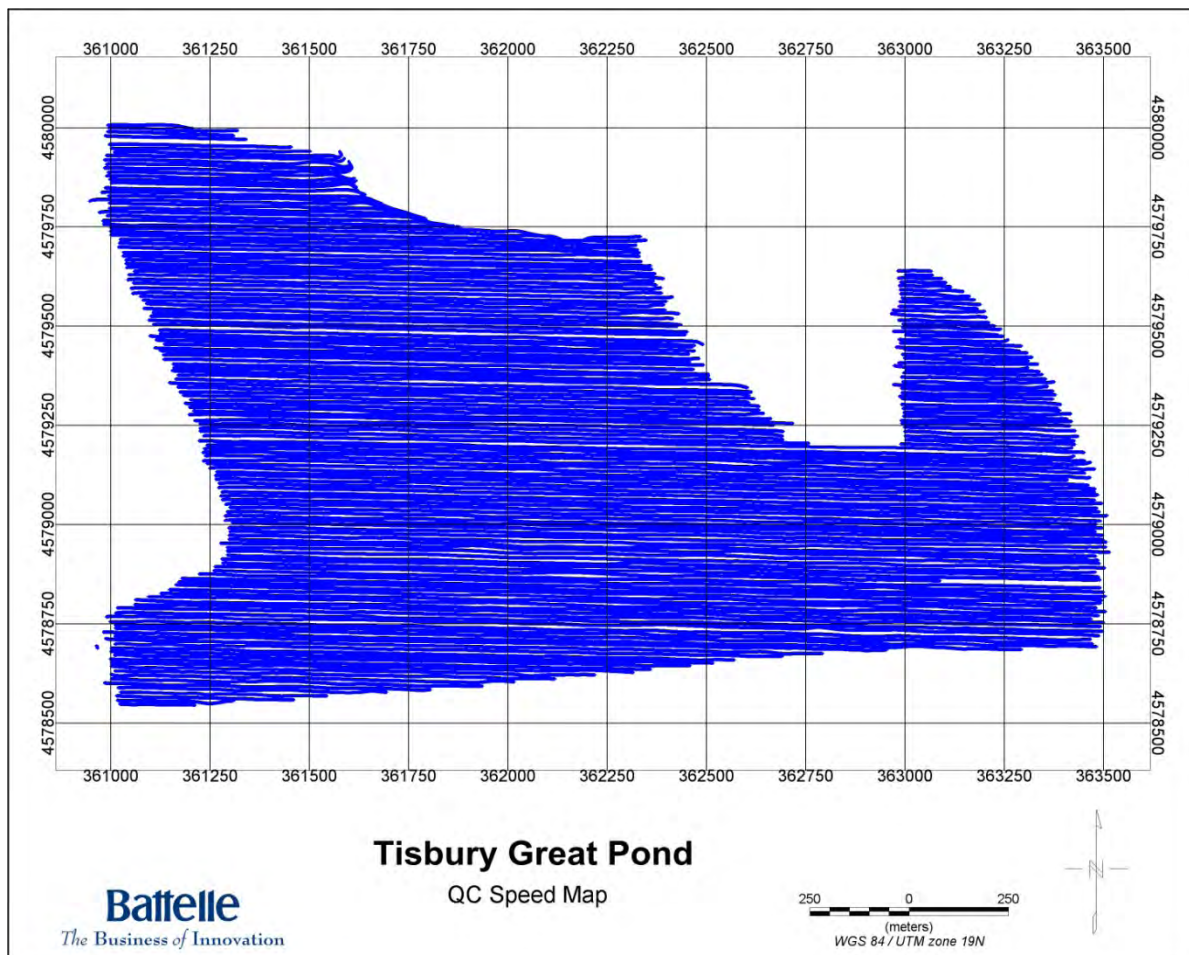 361000 361250 361500 361750 362000 362250 362500 362750 363000 363250 363500
4580000 4580000
4579750 4579750
4579500 4579500
4579250 4579250
4579000 4579000
4578750 4578750
4578500 4578500
361000 361250 361500 361750 362000 362250 362500 362750 363000 363250 363500
Tisbury Great Pond
QC Speed Map
Battelle
The Business of Innovation
250 0 250
(meters)
WGS 84 / UTM zone 19N
N